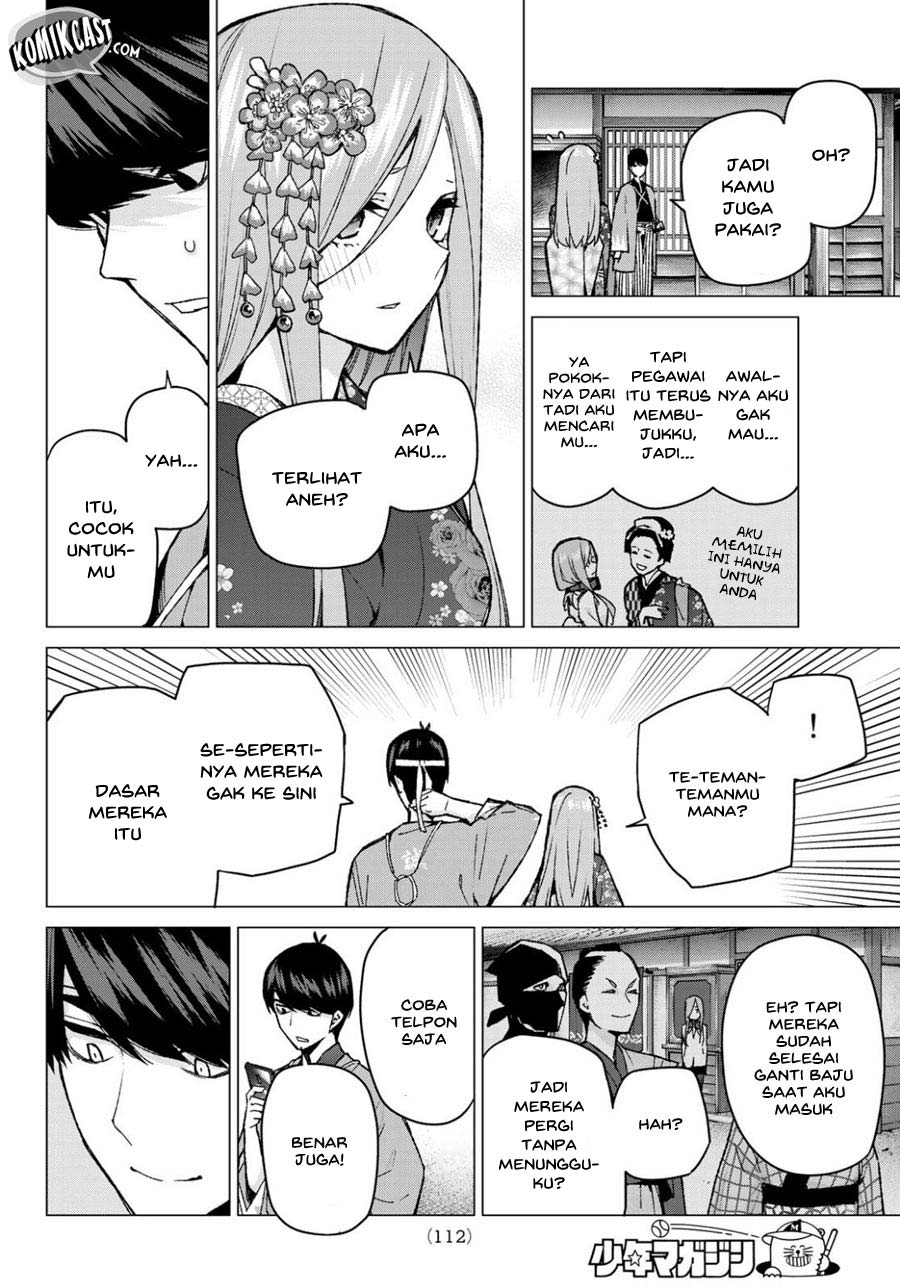 KOMIKCAST.COM
OH?
JADI
KAMU
JUGA
PAKAI?
AWAL-
NYA AKU
GAK
MAU...
TAPI
PEGAWAI
ITU TERUS
MEMBU-
JUKKU,
JADI...
YA
POKOK-
NYA DARI
TADI AKU
MENCARI
MU...
AKU
MEMILIH
INI HANYA
UNTUK
ANDA
APA
AKU...
TERLIHAT
ANEH?
YAH...
ITU,
COCOK
UNTUK-
MU
!
TE-TEMAN-
TEMANMU
MANA?
SE-SEPERTI-
NYA MEREKA
GAK KE SINI
DASAR
MEREKA
ITU
EH? TAPI
MEREKA
SUDAH
SELESAI
GANTI BAJU
SAAT AKU
MASUK
HAH?
JADI
MEREKA
PERGI
TANPA
MENUNGGU-
KU?
COBA
TELPON
SAJA
BENAR
JUGA!
(112)
少年マガジン
M